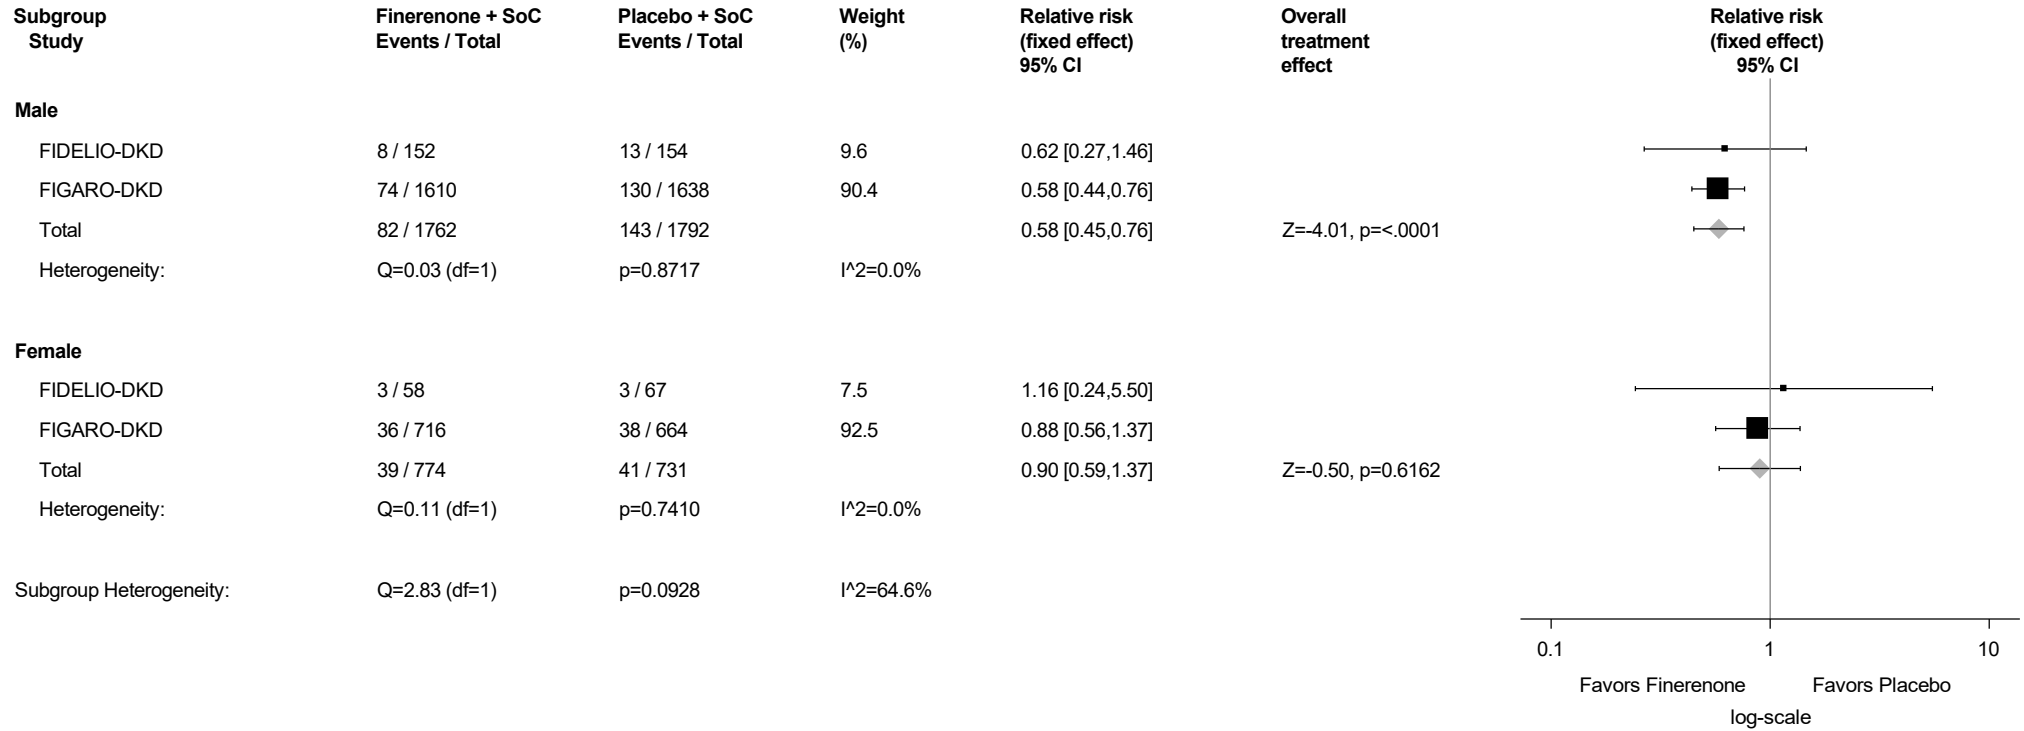 Subgroup Finerenone + SoC Placebo + SoC Weight Relative risk Overall Relative risk
Study Events / Total Events / Total (%) (fixed effect) treatment (fixed effect)
95% CI effect 95% CI
Male
FIDELIO-DKD 8 / 152 13 / 154 9.6 0.62 [0.27,1.46]
FIGARO-DKD 74 / 1610 130 / 1638 90.4 0.58 [0.44,0.76]
Total 82 / 1762 143 / 1792 0.58 [0.45,0.76] Z=-4.01, p=<.0001
Heterogeneity: Q=0.03 (df=1) p=0.8717 I^2=0.0%
Female
FIDELIO-DKD 3 / 58 3 / 67 7.5 1.16 [0.24,5.50]
FIGARO-DKD 36 / 716 38 / 664 92.5 0.88 [0.56,1.37]
Total 39 / 774 41 / 731 0.90 [0.59,1.37] Z=-0.50, p=0.6162
Heterogeneity: Q=0.11 (df=1) p=0.7410 I^2=0.0%
Subgroup Heterogeneity: Q=2.83 (df=1) p=0.0928 I^2=64.6%
0.1 1 10
Favors Finerenone Favors Placebo
log-scale